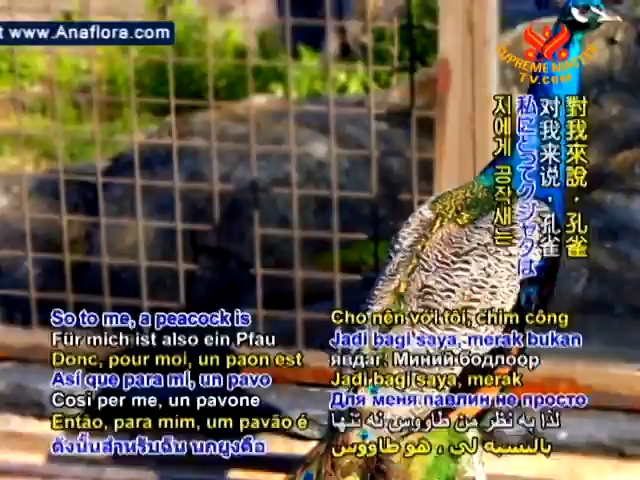 t www.Anaflora.com
SUPREME MASTER
TV.COM
對我來說，孔雀
对我来说，孔雀
私にとってクジャクは
저에게 공작새는
So to me, a peacock is
Für mich ist also ein Pfau
Donc, pour moi, un paon est
Así que para mí, un pavo
Così per me, un pavone
Então, para mim, um pavão é
ดังนั้นสำหรับฉัน นกยูงคือ
Cho nên với tôi, chim công
Jadi bagi saya, merak bukan
явдаг. Миний бодлоор
Jadi bagi saya, merak
Для меня павлин не просто
لذا به نظر من طاووس نه تنها
بالنسبة لي ، هو طاووس